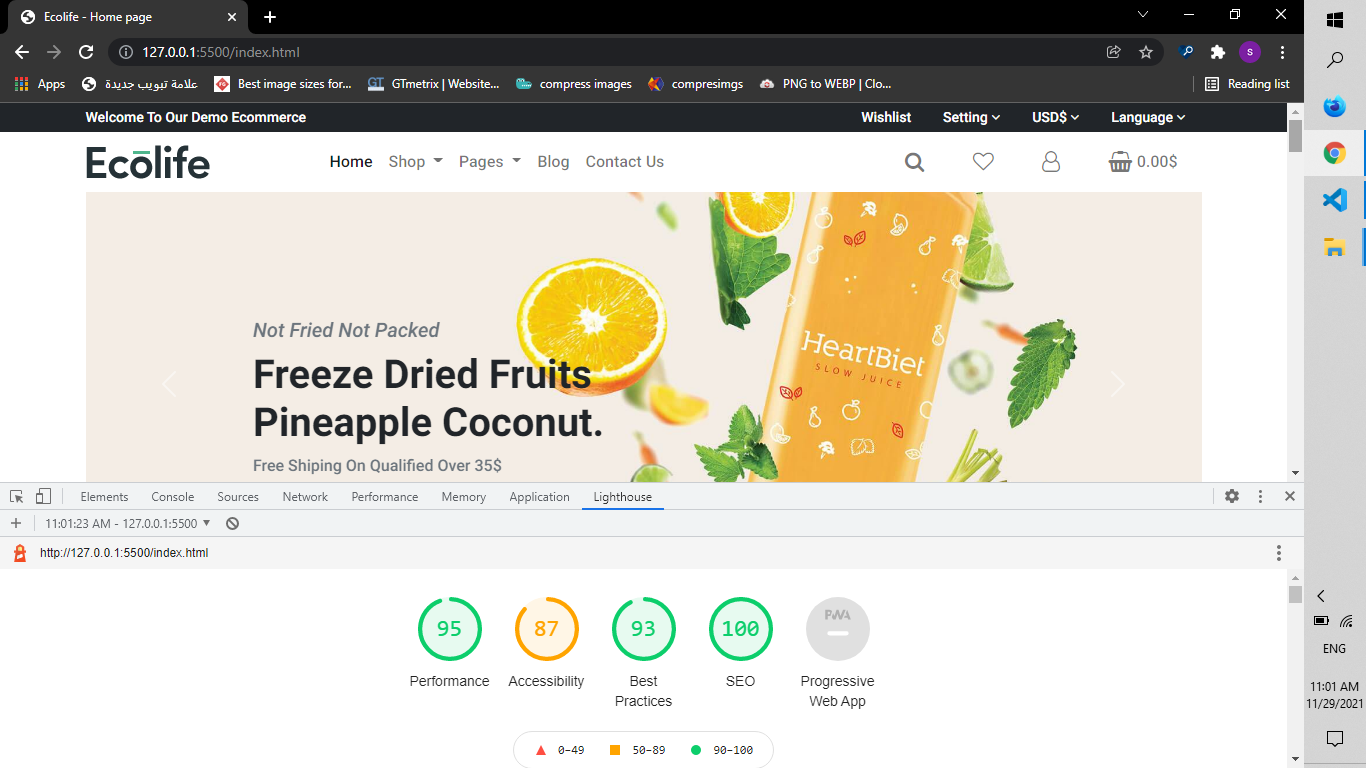 Ecolife - Home page
127.0.0.1:5500/index.html
s
Apps
علامة تبويب جديدة
Best image sizes for...
GT GTmetrix | Website...
compress images
compresimgs
PNG to WEBP | Clo...
Reading list
Welcome To Our Demo Ecommerce
Wishlist Setting USD$ Language
Ecolife
Home Shop Pages Blog Contact Us
0.00$
Not Fried Not Packed
Freeze Dried Fruits
Pineapple Coconut.
Free Shiping On Qualified Over 35$
HeartBiet
SLOW JUICE
Elements Console Sources Network Performance Memory Application Lighthouse
11:01:23 AM - 127.0.0.1:5500
http://127.0.0.1:5500/index.html
95 87 93 100 PWA
Performance Accessibility Best Practices SEO Progressive Web App
0–49 50–89 90–100
ENG
11:01 AM
11/29/2021